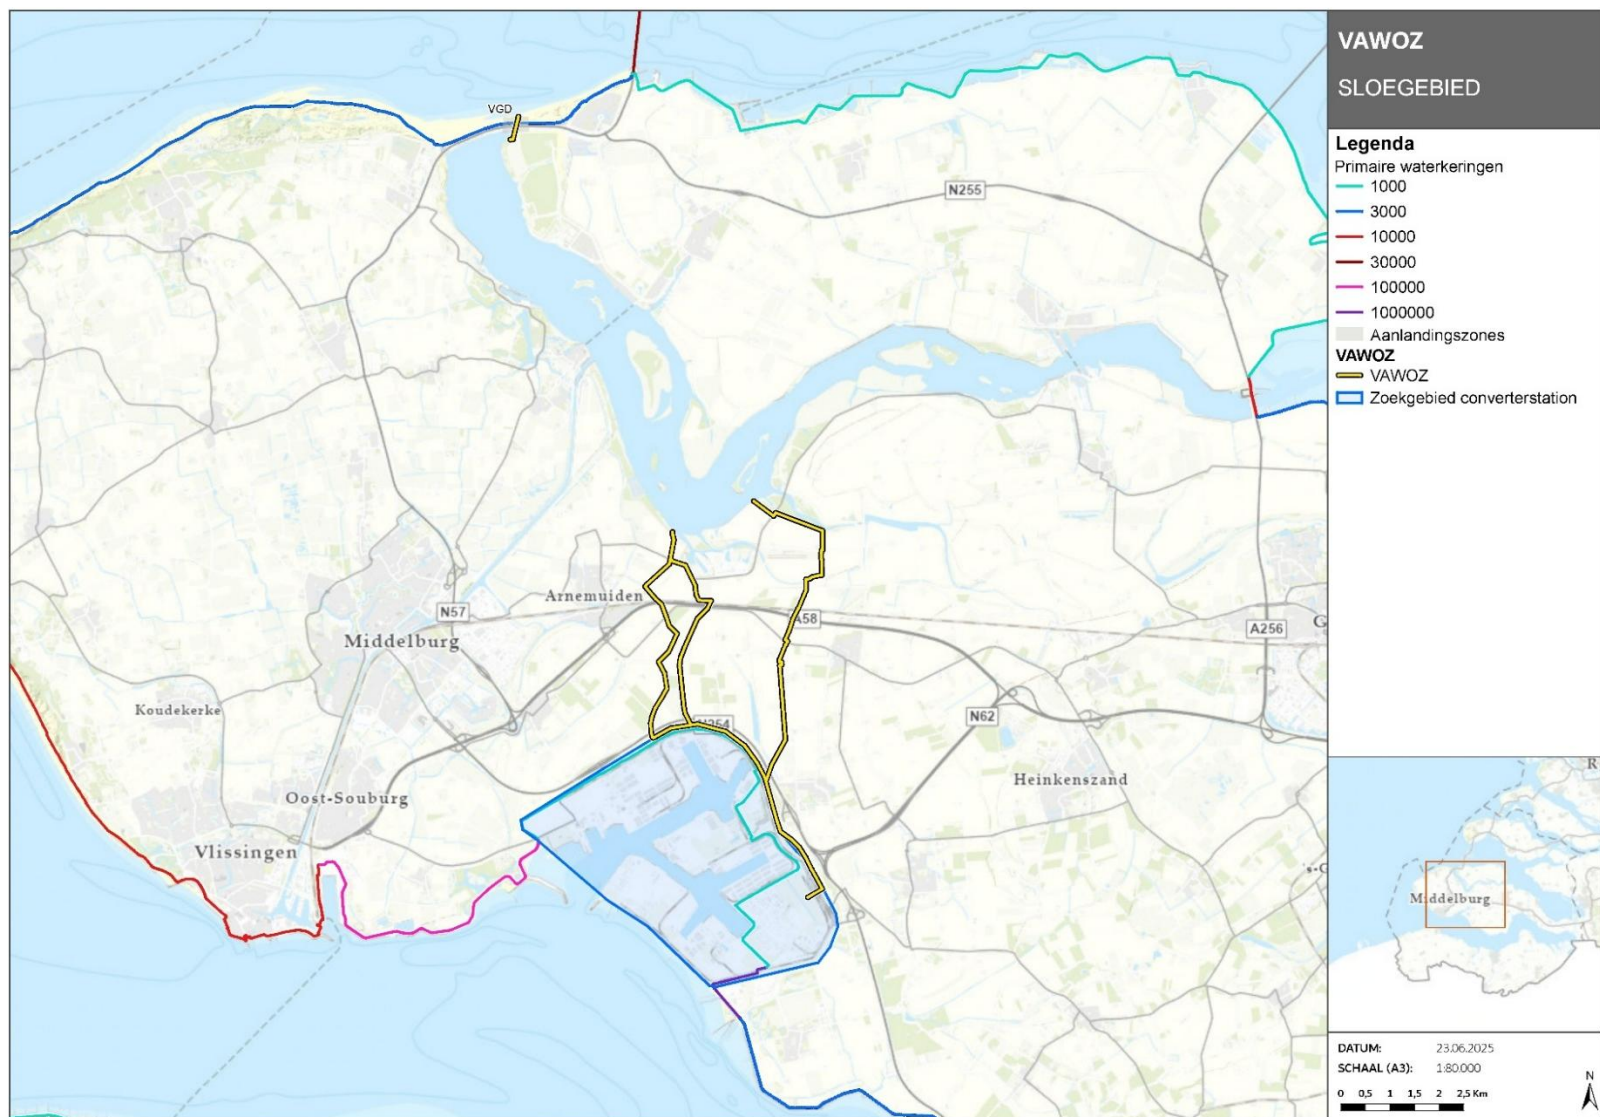 VAWOZ
SLOEGEBIED
Legenda
Primaire waterkeringen
1000
3000
10000
30000
100000
1000000
Aanlandingszones
VAWOZ
VAWOZ
Zoekgebied converterstation
VGD
N255
Arnemuiden
N57
A58
A256
G
Middelburg
Koudekerke
N254
N62
Heinkenszand
Oost-Souburg
Vlissingen
's-G
R
Middelburg
DATUM: 23.06.2025
SCHAAL (A3): 1:80.000
0 0,5 1 1,5 2 2,5 Km
N